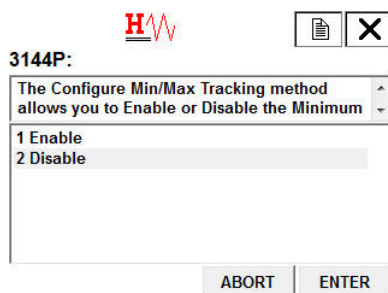 H
3144P:
The Configure Min/Max Tracking method
allows you to Enable or Disable the Minimum
1 Enable
2 Disable
ABORT ENTER